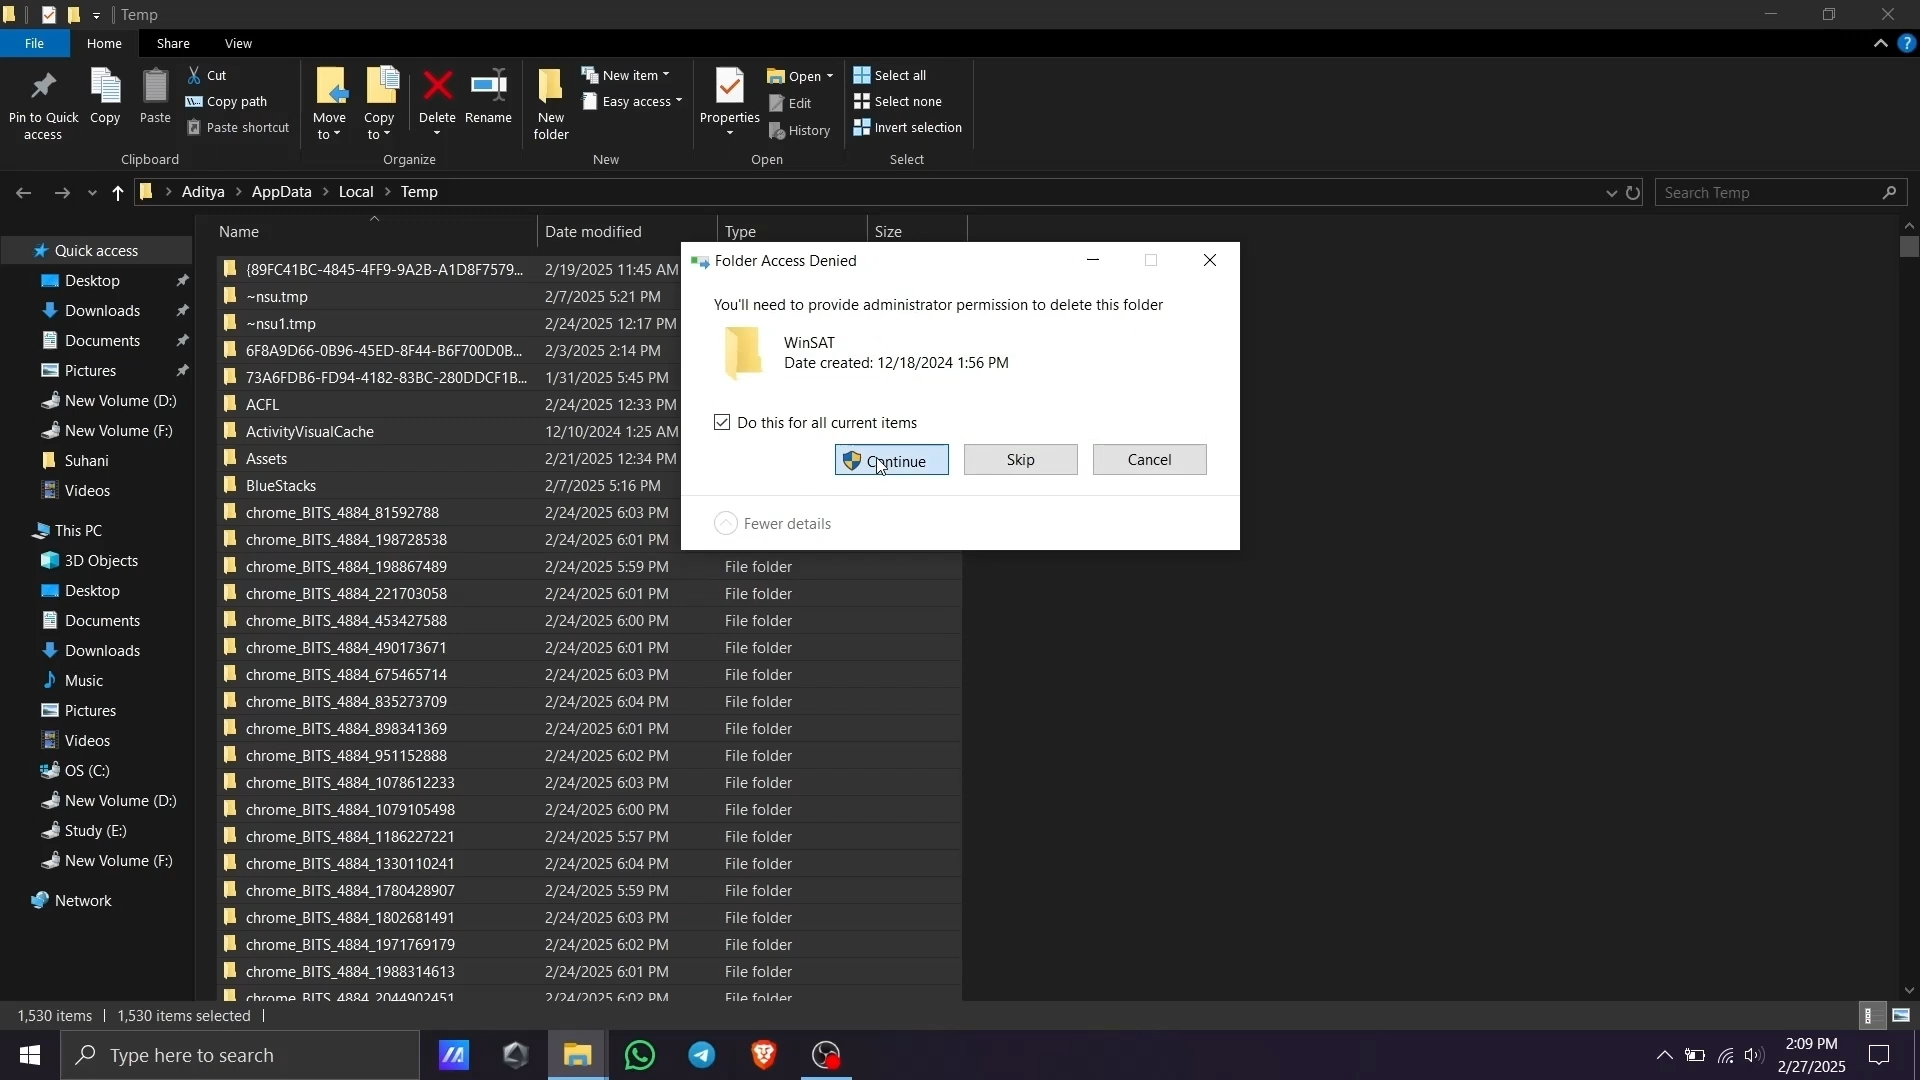 Temp
File Home Share View
Pin to Quick access
Copy
Paste
Cut
Copy path
Paste shortcut
Clipboard
Move to
Copy to
Delete
Rename
Organize
New folder
New item
Easy access
New
Properties
Open
Edit
History
Open
Select all
Select none
Invert selection
Select
Aditya > AppData > Local > Temp
Search Temp
Name Date modified Type Size
Quick access
Desktop
Downloads
Documents
Pictures
New Volume (D:)
New Volume (F:)
Suhani
Videos
This PC
3D Objects
Desktop
Documents
Downloads
Music
Pictures
Videos
OS (C:)
New Volume (D:)
Study (E:)
New Volume (F:)
Network
{89FC41BC-4845-4FF9-9A2B-A1D8F7579... 2/19/2025 11:45 AM
~nsu.tmp 2/7/2025 5:21 PM
~nsu1.tmp 2/24/2025 12:17 PM
6F8A9D66-0B96-45ED-8F44-B6F700D0B... 2/3/2025 2:14 PM
73A6FDB6-FD94-4182-83BC-280DDCF1B... 1/31/2025 5:45 PM
ACFL 2/24/2025 12:33 PM
ActivityVisualCache 12/10/2024 1:25 AM
Assets 2/21/2025 12:34 PM
BlueStacks 2/7/2025 5:16 PM
chrome_BITS_4884_81592788 2/24/2025 6:03 PM
chrome_BITS_4884_198728538 2/24/2025 6:01 PM
chrome_BITS_4884_198867489 2/24/2025 5:59 PM File folder
chrome_BITS_4884_221703058 2/24/2025 6:01 PM File folder
chrome_BITS_4884_453427588 2/24/2025 6:00 PM File folder
chrome_BITS_4884_490173671 2/24/2025 6:01 PM File folder
chrome_BITS_4884_675465714 2/24/2025 6:03 PM File folder
chrome_BITS_4884_835273709 2/24/2025 6:04 PM File folder
chrome_BITS_4884_898341369 2/24/2025 6:01 PM File folder
chrome_BITS_4884_951152888 2/24/2025 6:02 PM File folder
chrome_BITS_4884_1078612233 2/24/2025 6:03 PM File folder
chrome_BITS_4884_1079105498 2/24/2025 6:00 PM File folder
chrome_BITS_4884_1186227221 2/24/2025 5:57 PM File folder
chrome_BITS_4884_1330110241 2/24/2025 6:04 PM File folder
chrome_BITS_4884_1780428907 2/24/2025 5:59 PM File folder
chrome_BITS_4884_1802681491 2/24/2025 6:03 PM File folder
chrome_BITS_4884_1971769179 2/24/2025 6:02 PM File folder
chrome_BITS_4884_1988314613 2/24/2025 6:01 PM File folder
chrome_BITS_4884_2044902451 2/24/2025 6:02 PM File folder
Folder Access Denied
You'll need to provide administrator permission to delete this folder
WinSAT
Date created: 12/18/2024 1:56 PM
Do this for all current items
Continue Skip Cancel
Fewer details
1,530 items 1,530 items selected
Type here to search
2:09 PM
2/27/2025